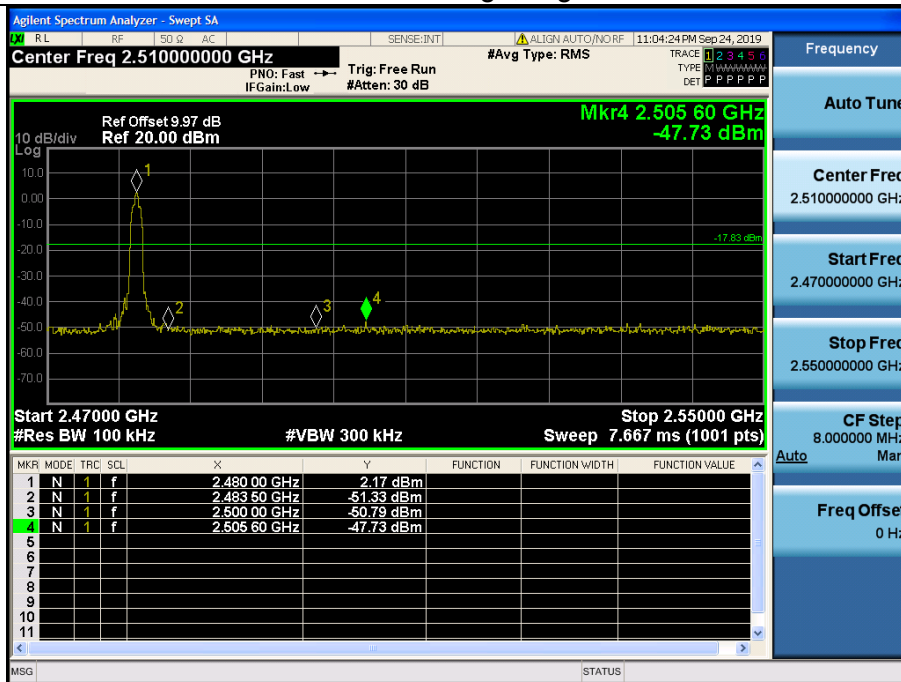 Agilent Spectrum Analyzer - Swept SA
LXI RL RF 50 Ω AC SENSE:INT ALIGN AUTO/NO RF 11:04:24 PM Sep 24, 2019
Center Freq 2.510000000 GHz #Avg Type: RMS TRACE 1 2 3 4 5 6
PNO: Fast Trig: Free Run TYPE M WWWWW
IFGain:Low #Atten: 30 dB DET P P P P P P
Mkr4 2.505 60 GHz
-47.73 dBm
Ref Offset 9.97 dB
10 dB/div Ref 20.00 dBm
Log
10.0
0.00
-10.0
-20.0
-30.0
-40.0
-50.0
-60.0
-70.0
1
2
3
4
-17.83 dBm
Start 2.47000 GHz Stop 2.55000 GHz
#Res BW 100 kHz #VBW 300 kHz Sweep 7.667 ms (1001 pts)
MKR MODE TRC SCL X Y FUNCTION FUNCTION WIDTH FUNCTION VALUE
1 N 1 f 2.480 00 GHz 2.17 dBm
2 N 1 f 2.483 50 GHz -51.33 dBm
3 N 1 f 2.500 00 GHz -50.79 dBm
4 N 1 f 2.505 60 GHz -47.73 dBm
5
6
7
8
9
10
11
MSG STATUS
Frequency
Auto Tune
Center Freq
2.510000000 GHz
Start Freq
2.470000000 GHz
Stop Freq
2.550000000 GHz
CF Step
8.000000 MHz
Auto Man
Freq Offset
0 Hz